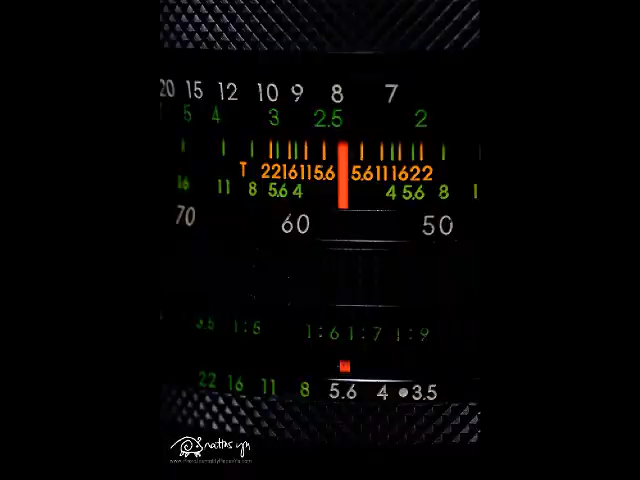 20 15 12 10 9 8 7
5 4 3 2.5 2
T 22 16 11 5.6 5.6 11 16 22
16 11 8 5.6 4 4 5.6 8
70 60 50
3.5 1:5 1:6 1:7 1:9
22 16 11 8 5.6 4 3.5